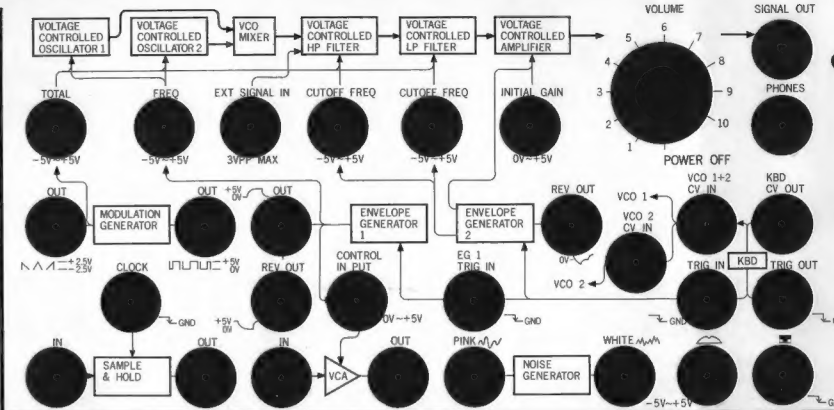 VOLUME
SIGNAL OUT
VOLTAGE
CONTROLLED
OSCILLATOR 1
VOLTAGE
CONTROLLED
OSCILLATOR 2
VCO
MIXER
VOLTAGE
CONTROLLED
HP FILTER
VOLTAGE
CONTROLLED
LP FILTER
VOLTAGE
CONTROLLED
AMPLIFIER
1
2
3
4
5
6
7
8
9
10
PHONES
TOTAL
FREQ
EXT SIGNAL IN
CUTOFF FREQ
CUTOFF FREQ
INITIAL GAIN
-5V~+5V
-5V~+5V
3VPP MAX
-5V~+5V
-5V~+5V
0V~+5V
POWER OFF
OUT
MODULATION
GENERATOR
OUT
+5V
0V
OUT
ENVELOPE
GENERATOR
1
ENVELOPE
GENERATOR
2
REV OUT
VCO 1
VCO 2
CV IN
VCO 1+2
CV IN
KBD
CV OUT
+2.5V
-2.5V
+5V
0V
CLOCK
REV OUT
CONTROL
IN PUT
EG 1
TRIG IN
0V
VCO 2
TRIG IN
KBD
TRIG OUT
GND
+5V
0V
0V~+5V
GND
GND
IN
SAMPLE
& HOLD
OUT
IN
VCA
OUT
PINK
NOISE
GENERATOR
WHITE
-5V~+5V